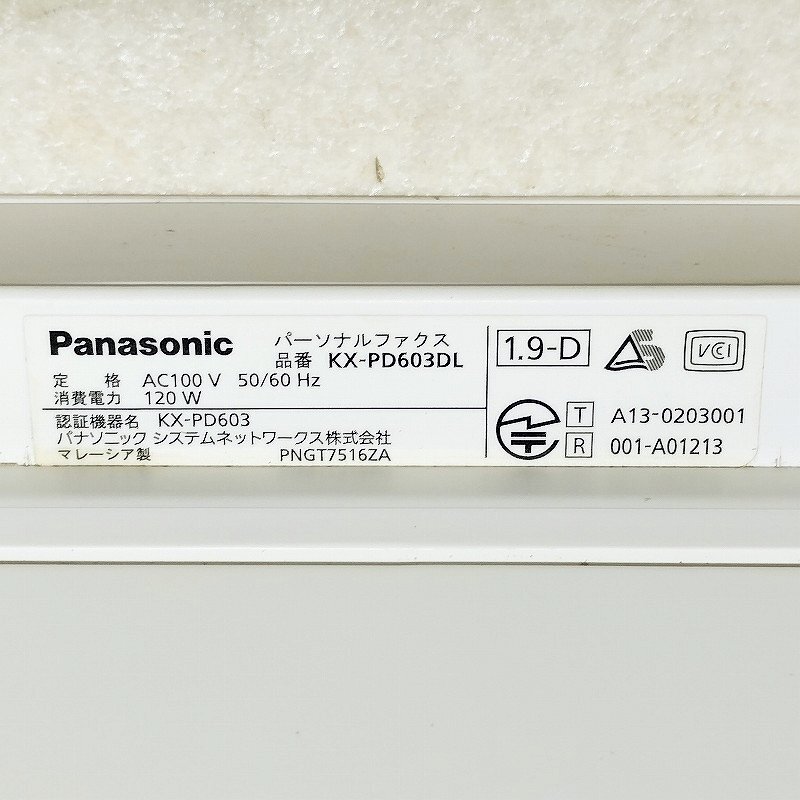 Panasonic パーソナルファクス
品番 KX-PD603DL
定 格 AC100 V 50/60 Hz
消費電力 120 W
認証機器名 KX-PD603
パナソニック システムネットワークス株式会社
マレーシア製 PNGT7516ZA
1.9-D
VCCI
T A13-0203001
R 001-A01213